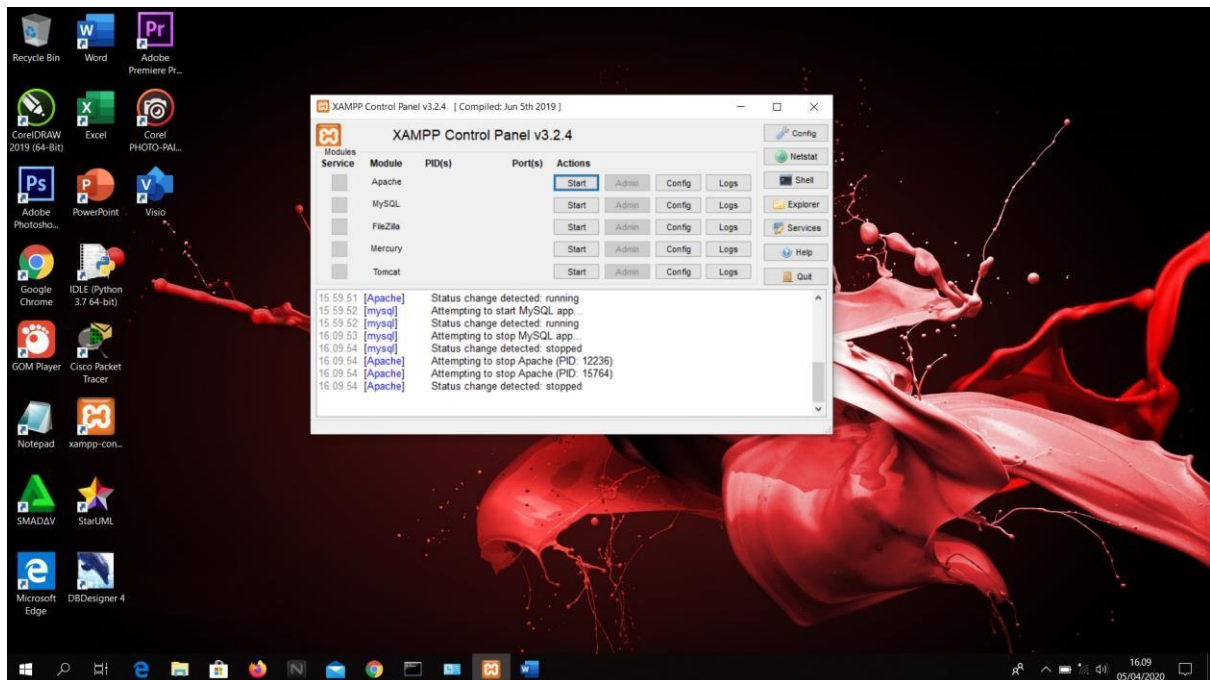 Recycle Bin
Word
Adobe
Premiere Pr...
CorelDRAW
2019 (64-Bit)
Excel
Corel
PHOTO-PAI...
Adobe
Photosho...
PowerPoint
Visio
Google
Chrome
IDLE (Python
3.7 64-bit)
GOM Player
Cisco Packet
Tracer
Notepad
xampp-con...
SMADΔV
StarUML
Microsoft
Edge
DBDesigner 4
XAMPP Control Panel v3.2.4 [ Compiled: Jun 5th 2019 ]
XAMPP Control Panel v3.2.4
Config
Netstat
Shell
Explorer
Services
Help
Quit
Modules
Service Module PID(s) Port(s) Actions
Apache Start Admin Config Logs
MySQL Start Admin Config Logs
FileZilla Start Admin Config Logs
Mercury Start Admin Config Logs
Tomcat Start Admin Config Logs
15.59.51 [Apache] Status change detected: running
15.59.52 [mysql] Attempting to start MySQL app...
15.59.52 [mysql] Status change detected: running
16.09.53 [mysql] Attempting to stop MySQL app...
16.09.54 [mysql] Status change detected: stopped
16.09.54 [Apache] Attempting to stop Apache (PID: 12236)
16.09.54 [Apache] Attempting to stop Apache (PID: 15764)
16.09.54 [Apache] Status change detected: stopped
16.09
05/04/2020